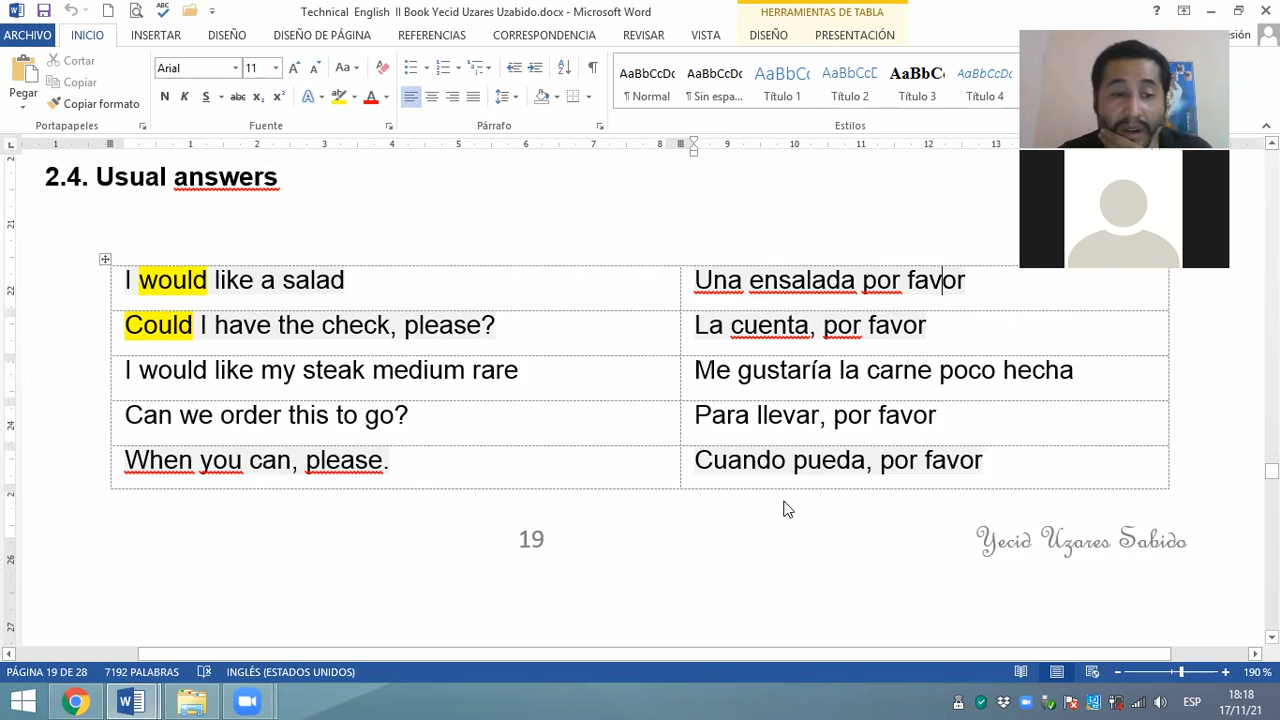 Technical English II Book Yecid Uzares Uzabido.docx - Microsoft Word
HERRAMIENTAS DE TABLA
ARCHIVO INICIO INSERTAR DISEÑO DISEÑO DE PÁGINA REFERENCIAS CORRESPONDENCIA REVISAR VISTA DISEÑO PRESENTACIÓN esión
Cortar
Copiar
Copiar formato
Pegar
Arial 11
AaBbCcDc AaBbCcDc AaBbCc AaBbCcD AaBbC AaBbCcD
¶ Normal ¶ Sin espa... Título 1 Título 2 Título 3 Título 4
Portapapeles Fuente Párrafo Estilos
2.4. Usual answers
I would like a salad Una ensalada por favor
Could I have the check, please? La cuenta, por favor
I would like my steak medium rare Me gustaría la carne poco hecha
Can we order this to go? Para llevar, por favor
When you can, please. Cuando pueda, por favor
19 Yecid Uzares Sabido
PÁGINA 19 DE 28 7192 PALABRAS INGLÉS (ESTADOS UNIDOS) 190 %
ESP 18:18
17/11/21